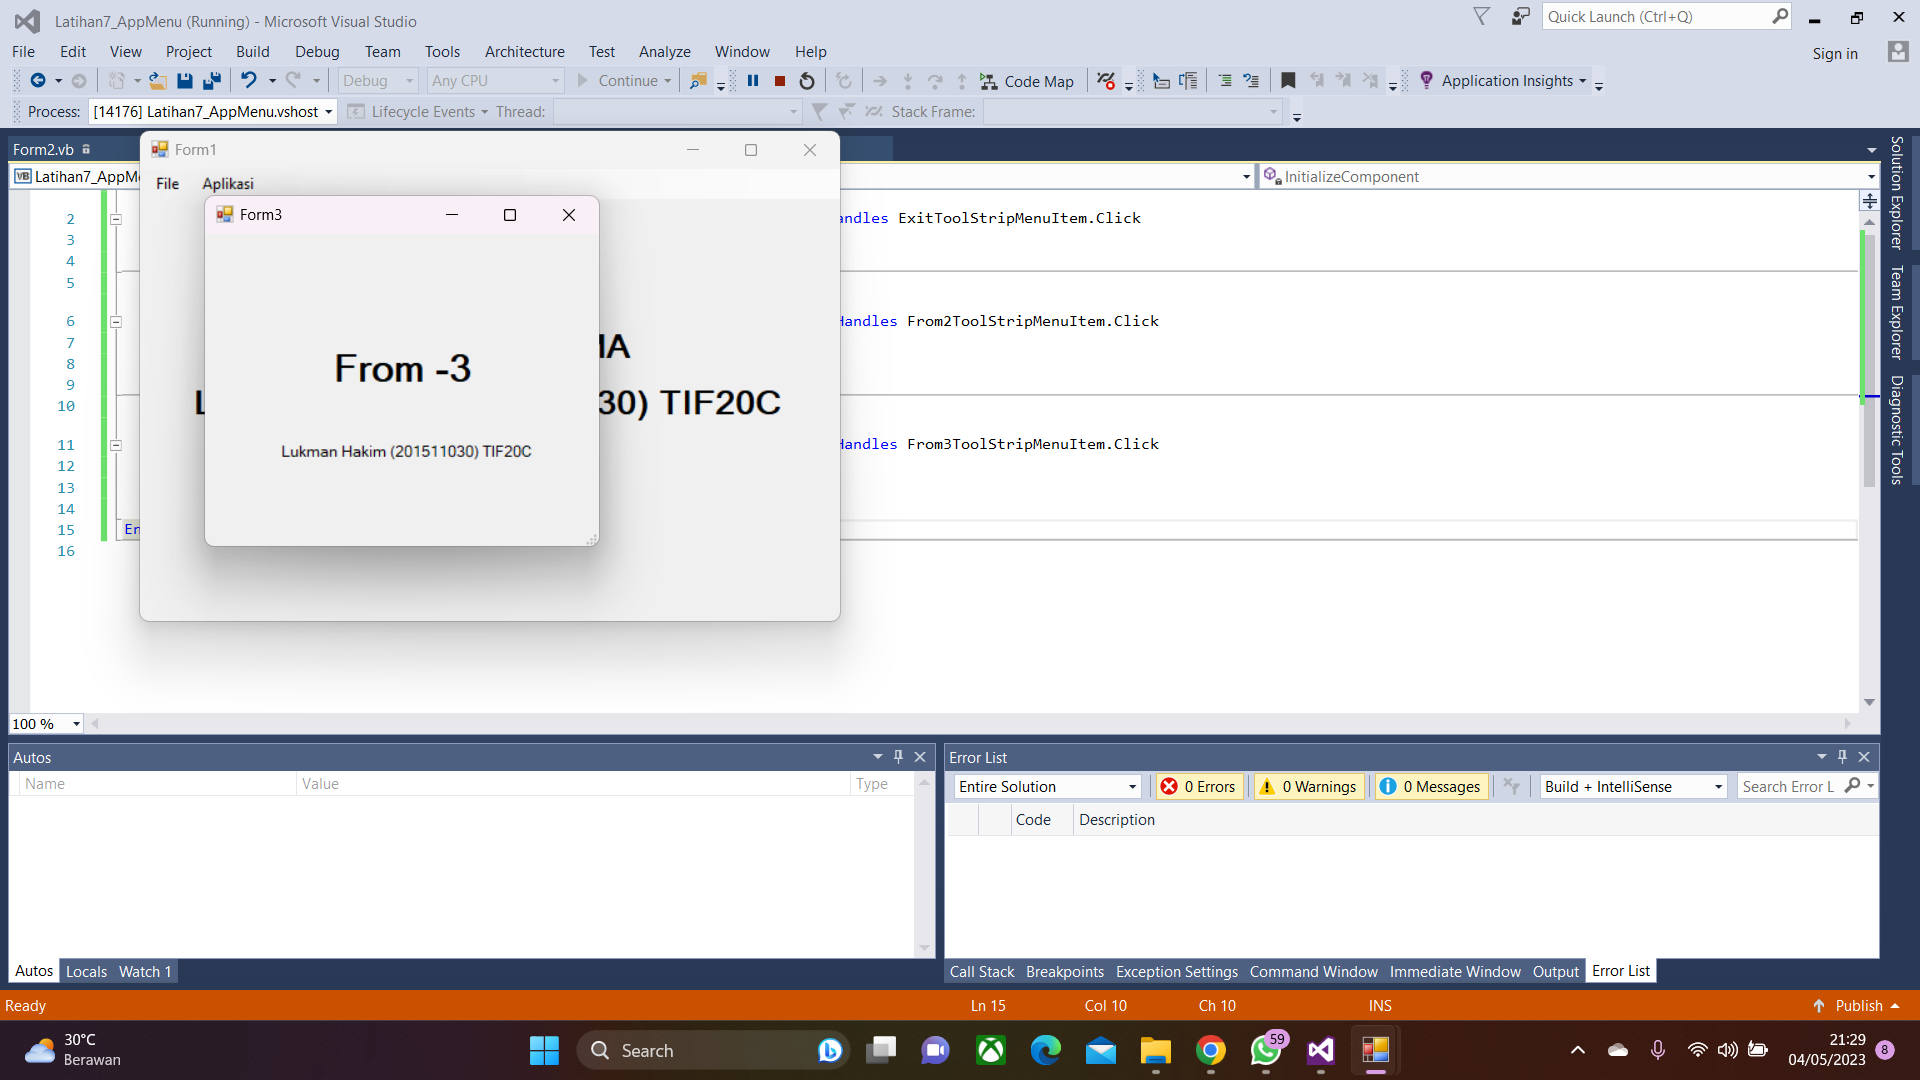 Latihan7_AppMenu (Running) - Microsoft Visual Studio
Quick Launch (Ctrl+Q)
File Edit View Project Build Debug Team Tools Architecture Test Analyze Window Help
Sign in
Debug Any CPU Continue Code Map Application Insights
Process: [14176] Latihan7_AppMenu.vshost Lifecycle Events Thread: Stack Frame:
Form2.vb
Latihan7_AppM
InitializeComponent
Form1
File Aplikasi
MA
30) TIF20C
Form3
From -3
Lukman Hakim (201511030) TIF20C
2
andles ExitToolStripMenuItem.Click
3
4
5
6
Handles From2ToolStripMenuItem.Click
7
8
9
10
11
Handles From3ToolStripMenuItem.Click
12
13
14
15 En
16
Solution Explorer
Team Explorer
Diagnostic Tools
100 %
Autos
Name Value Type
Autos Locals Watch 1
Error List
Entire Solution 0 Errors 0 Warnings 0 Messages Build + IntelliSense Search Error L
Code Description
Call Stack Breakpoints Exception Settings Command Window Immediate Window Output Error List
Ready Ln 15 Col 10 Ch 10 INS Publish
30°C
Berawan
Search
59
21:29
04/05/2023
8